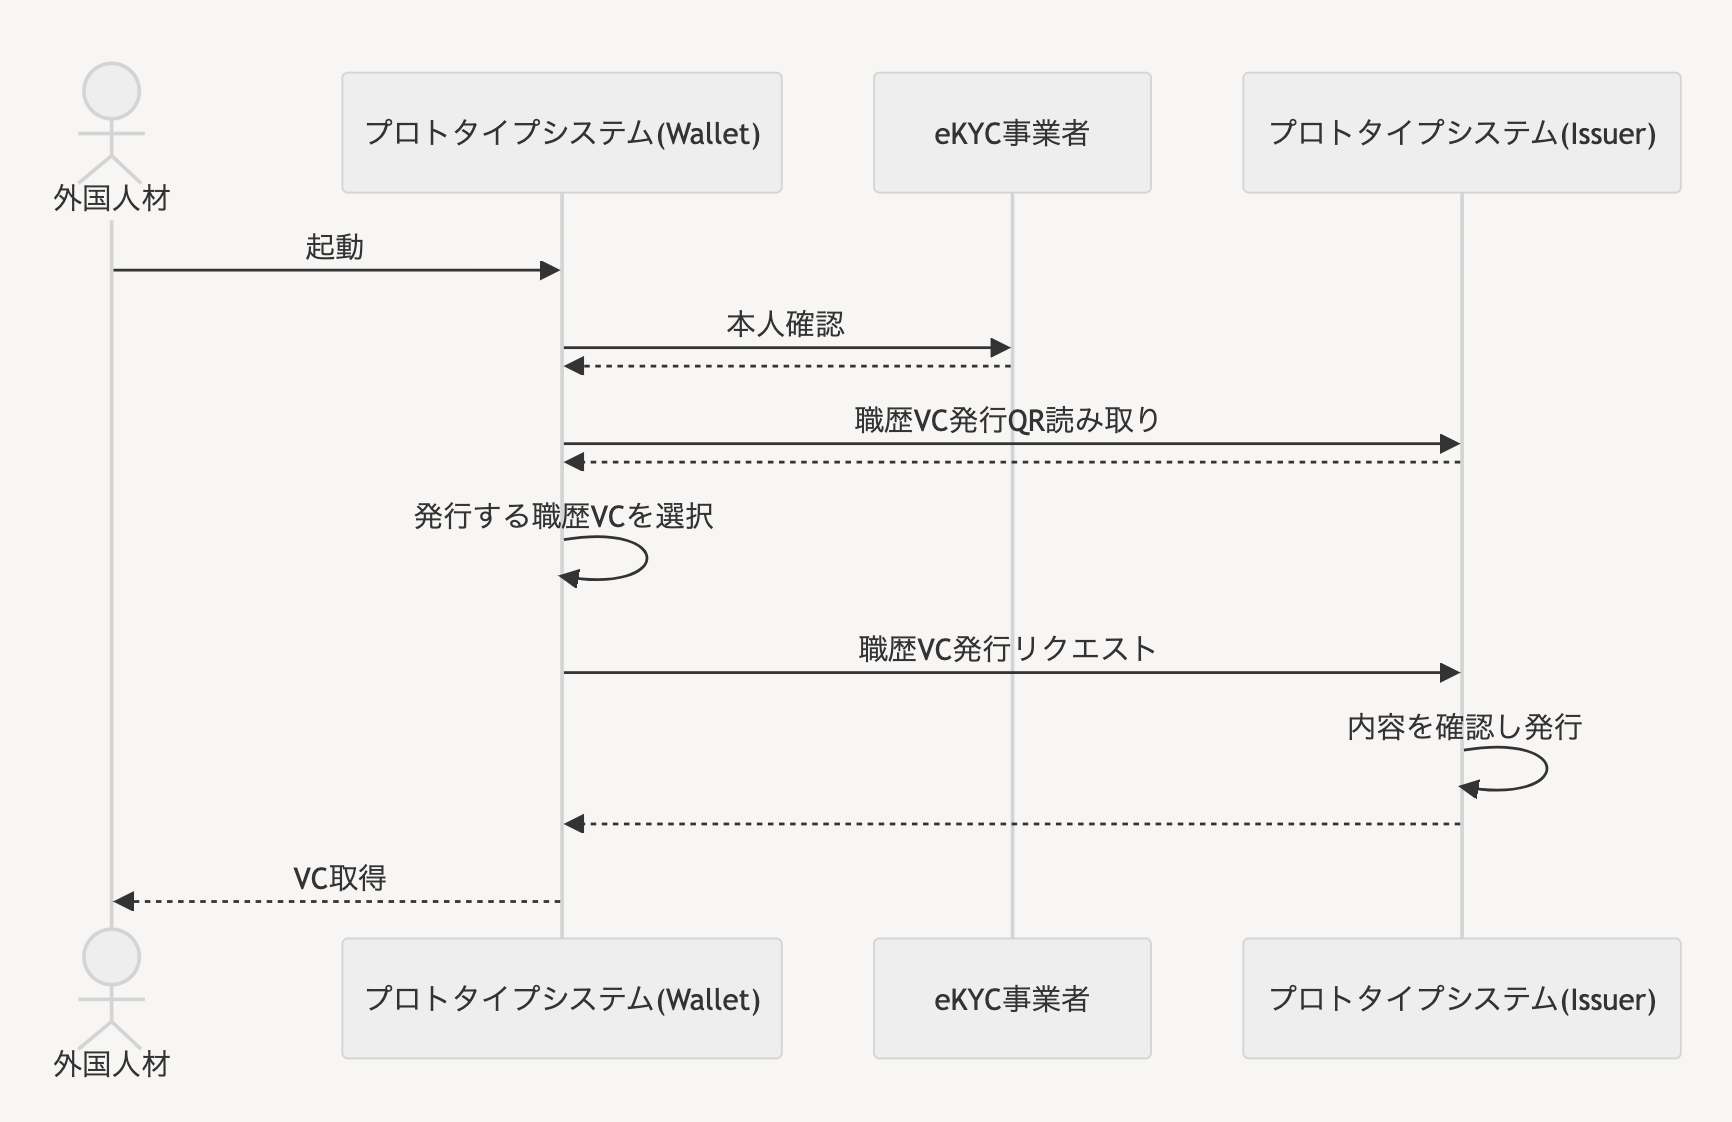 外国人材
プロトタイプシステム(Wallet)
eKYC事業者
プロトタイプシステム(Issuer)
起動
本人確認
職歴VC発行QR読み取り
発行する職歴VCを選択
職歴VC発行リクエスト
内容を確認し発行
VC取得
外国人材
プロトタイプシステム(Wallet)
eKYC事業者
プロトタイプシステム(Issuer)